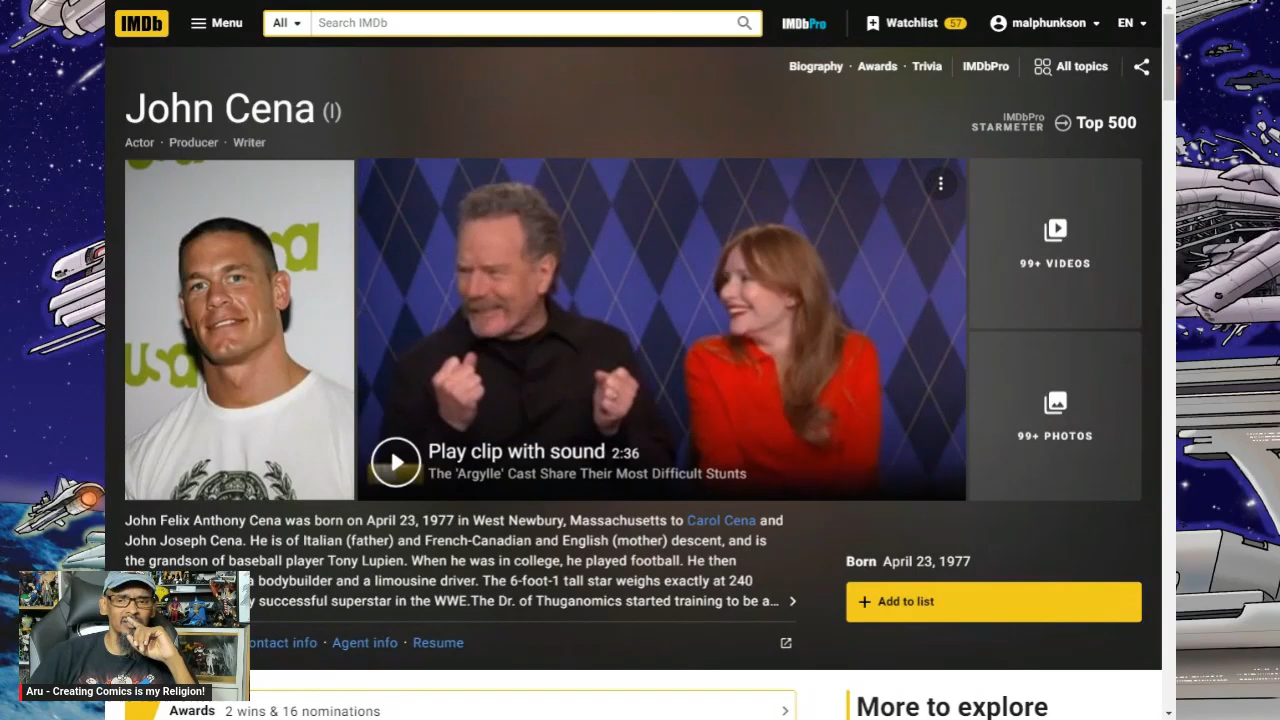 IMDb
Menu
All
Search IMDb
IMDbPro
Watchlist 57
malphunkson
EN
Biography · Awards · Trivia
IMDbPro
All topics
John Cena (I)
Actor · Producer · Writer
IMDbPro
STARMETER
Top 500
usa
99+ VIDEOS
99+ PHOTOS
Play clip with sound 2:36
The 'Argylle' Cast Share Their Most Difficult Stunts
John Felix Anthony Cena was born on April 23, 1977 in West Newbury, Massachusetts to Carol Cena and
John Joseph Cena. He is of Italian (father) and French-Canadian and English (mother) descent, and is
the grandson of baseball player Tony Lupien. When he was in college, he played football. He then
a bodybuilder and a limousine driver. The 6-foot-1 tall star weighs exactly at 240
y successful superstar in the WWE.The Dr. of Thuganomics started training to be a...
ontact info · Agent info · Resume
Born April 23, 1977
Add to list
Aru - Creating Comics is my Religion!
Awards 2 wins & 16 nominations
More to explore